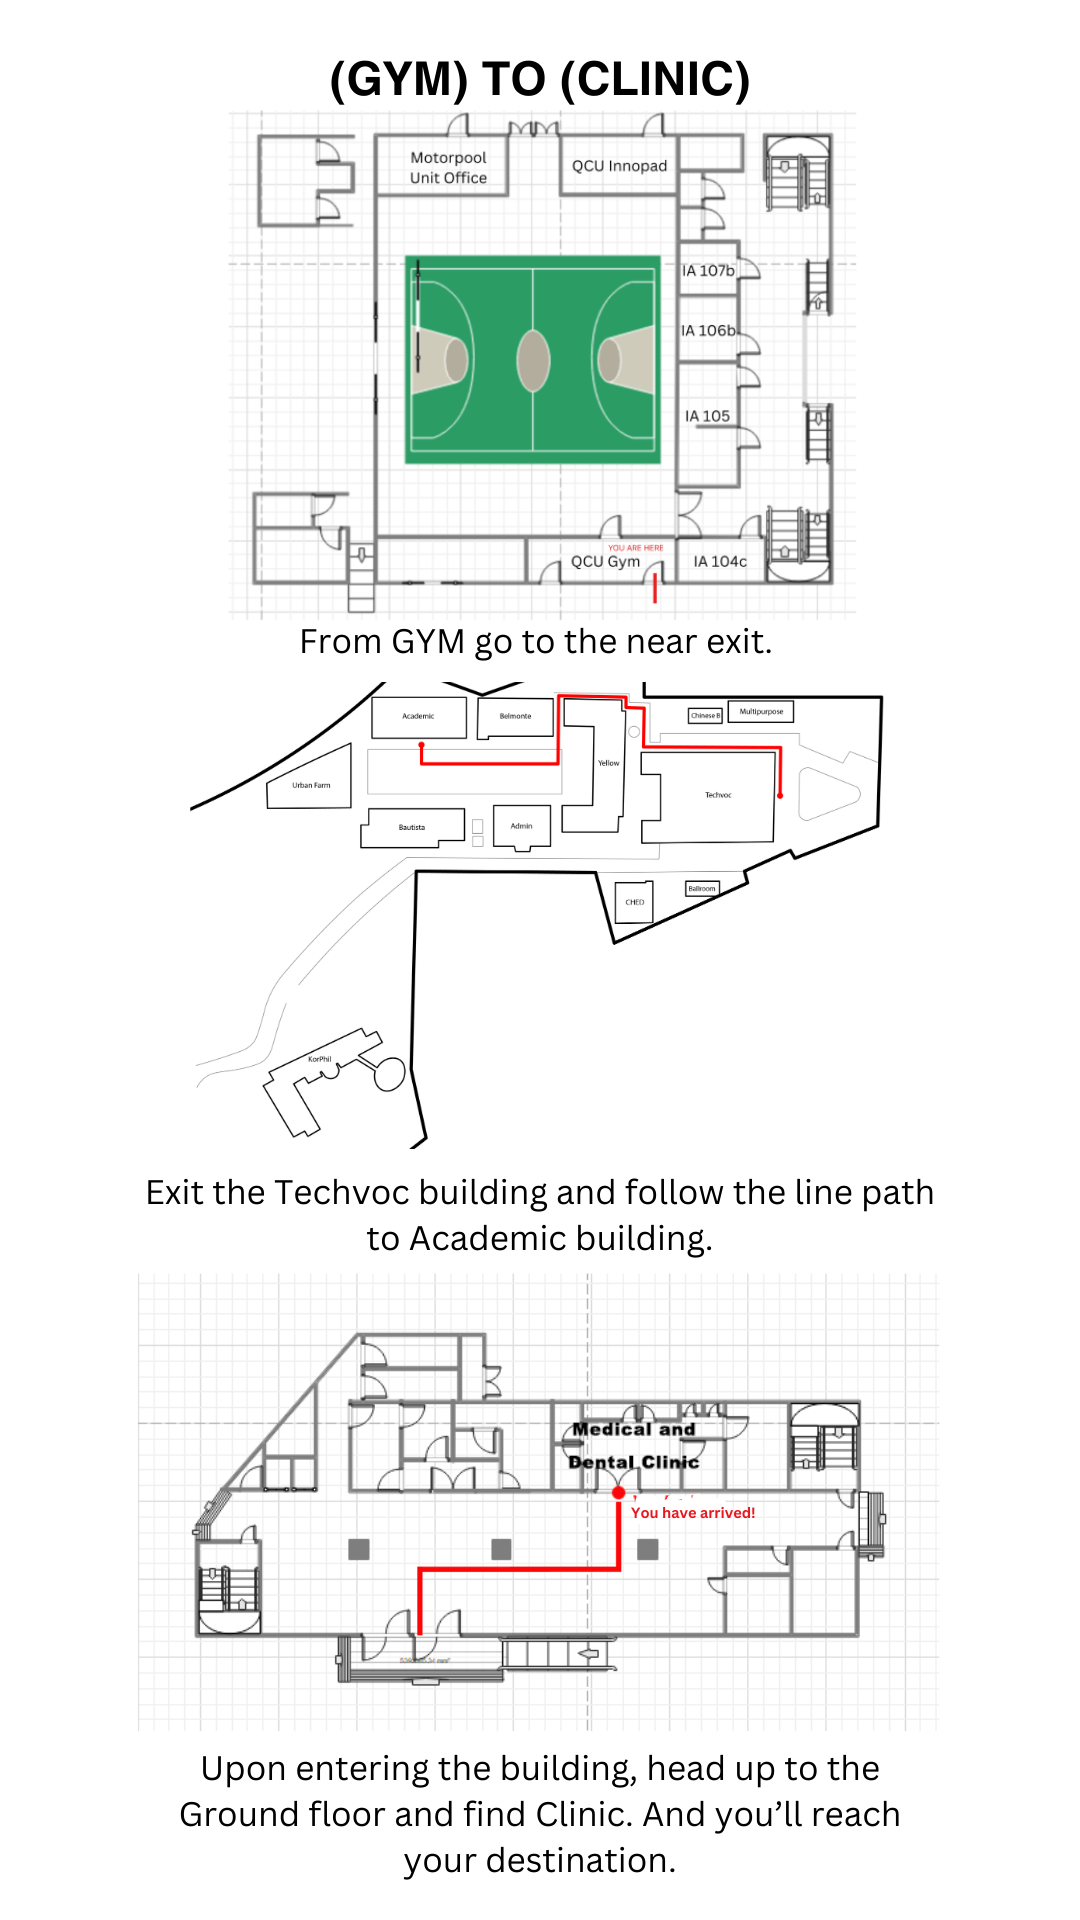 (GYM) TO (CLINIC)
Motorpool
Unit Office
QCU Innopad
IA 107b
IA 106b
IA 105
YOU ARE HERE
QCU Gym
IA 104c
From GYM go to the near exit.
Academic
Belmonte
Chinese B
Multipurpose
Yellow
Urban Farm
Techvoc
Bautista
Admin
CHED
Ballroom
KorPhil
Exit the Techvoc building and follow the line path
to Academic building.
Medical and
Dental Clinic
You have arrived!
Upon entering the building, head up to the
Ground floor and find Clinic. And you’ll reach
your destination.